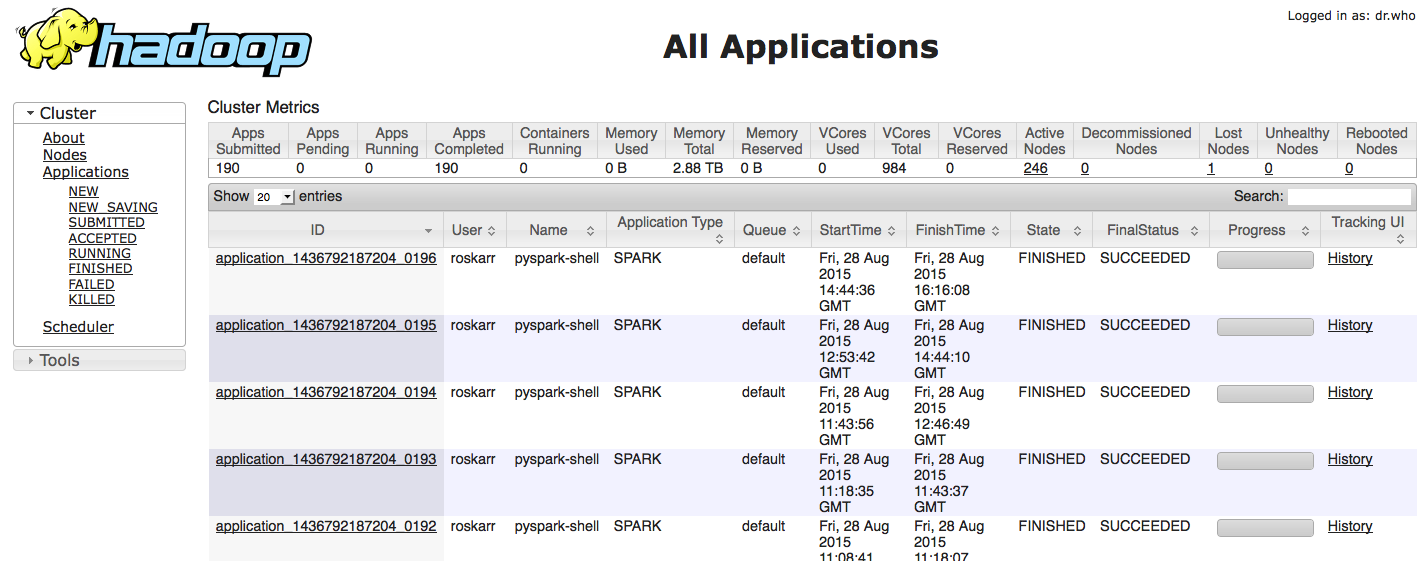 Logged in as: dr.who
hadoop
All Applications
Cluster
About
Nodes
Applications
NEW
NEW_SAVING
SUBMITTED
ACCEPTED
RUNNING
FINISHED
FAILED
KILLED
Scheduler
Tools
Cluster Metrics
Apps Submitted Apps Pending Apps Running Apps Completed Containers Running Memory Used Memory Total Memory Reserved VCores Used VCores Total VCores Reserved Active Nodes Decommissioned Nodes Lost Nodes Unhealthy Nodes Rebooted Nodes
190 0 0 190 0 0 B 2.88 TB 0 B 0 984 0 246 0 1 0 0
Show 20 entries Search:
ID User Name Application Type Queue StartTime FinishTime State FinalStatus Progress Tracking UI
application_1436792187204_0196 roskarr pyspark-shell SPARK default Fri, 28 Aug 2015 14:44:36 GMT Fri, 28 Aug 2015 16:16:08 GMT FINISHED SUCCEEDED History
application_1436792187204_0195 roskarr pyspark-shell SPARK default Fri, 28 Aug 2015 12:53:42 GMT Fri, 28 Aug 2015 14:44:10 GMT FINISHED SUCCEEDED History
application_1436792187204_0194 roskarr pyspark-shell SPARK default Fri, 28 Aug 2015 11:43:56 GMT Fri, 28 Aug 2015 12:46:49 GMT FINISHED SUCCEEDED History
application_1436792187204_0193 roskarr pyspark-shell SPARK default Fri, 28 Aug 2015 11:18:35 GMT Fri, 28 Aug 2015 11:43:37 GMT FINISHED SUCCEEDED History
application_1436792187204_0192 roskarr pyspark-shell SPARK default Fri, 28 Aug 2015 11:08:41 Fri, 28 Aug 2015 11:18:07 FINISHED SUCCEEDED History